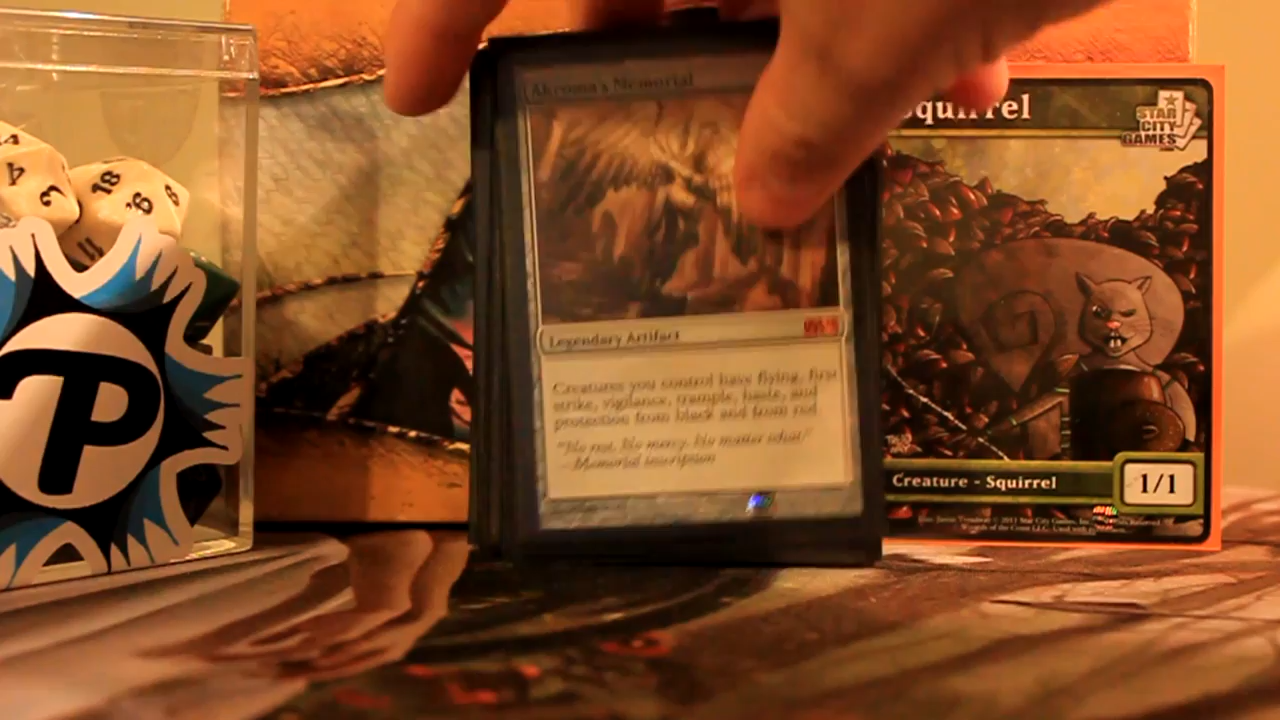 Akroma's Memorial
Legendary Artifact
Creatures you control have flying, first
strike, vigilance, trample, haste, and
protection from black and from red
"No rest. No mercy. No matter what."
—Memorial inscription
Squirrel
STAR
CITY
GAMES
Creature - Squirrel
1/1
P
4
18